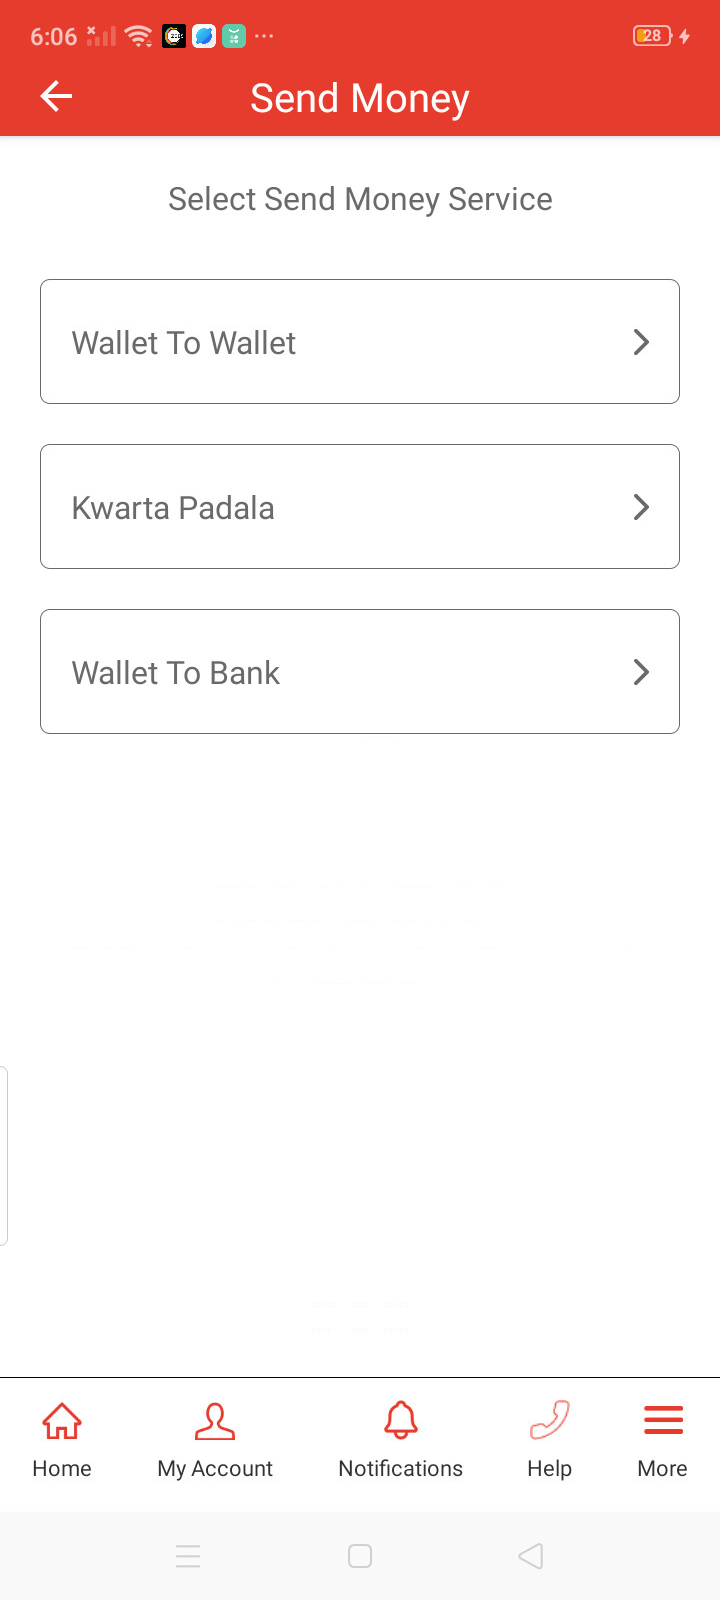 6:06
28
Send Money
Select Send Money Service
Wallet To Wallet
Kwarta Padala
Wallet To Bank
Home
My Account
Notifications
Help
More